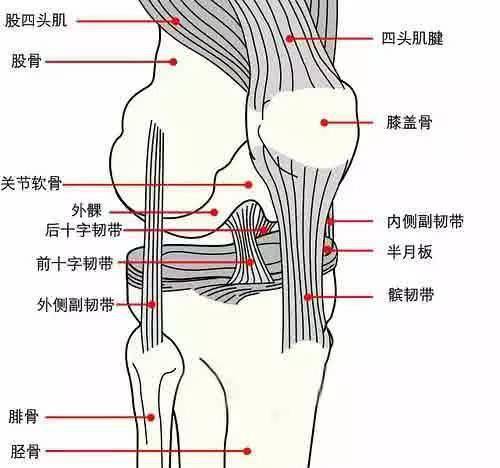 股四头肌
四头肌腱
股骨
膝盖骨
关节软骨
外髁
内侧副韧带
后十字韧带
半月板
前十字韧带
髌韧带
外侧副韧带
腓骨
胫骨